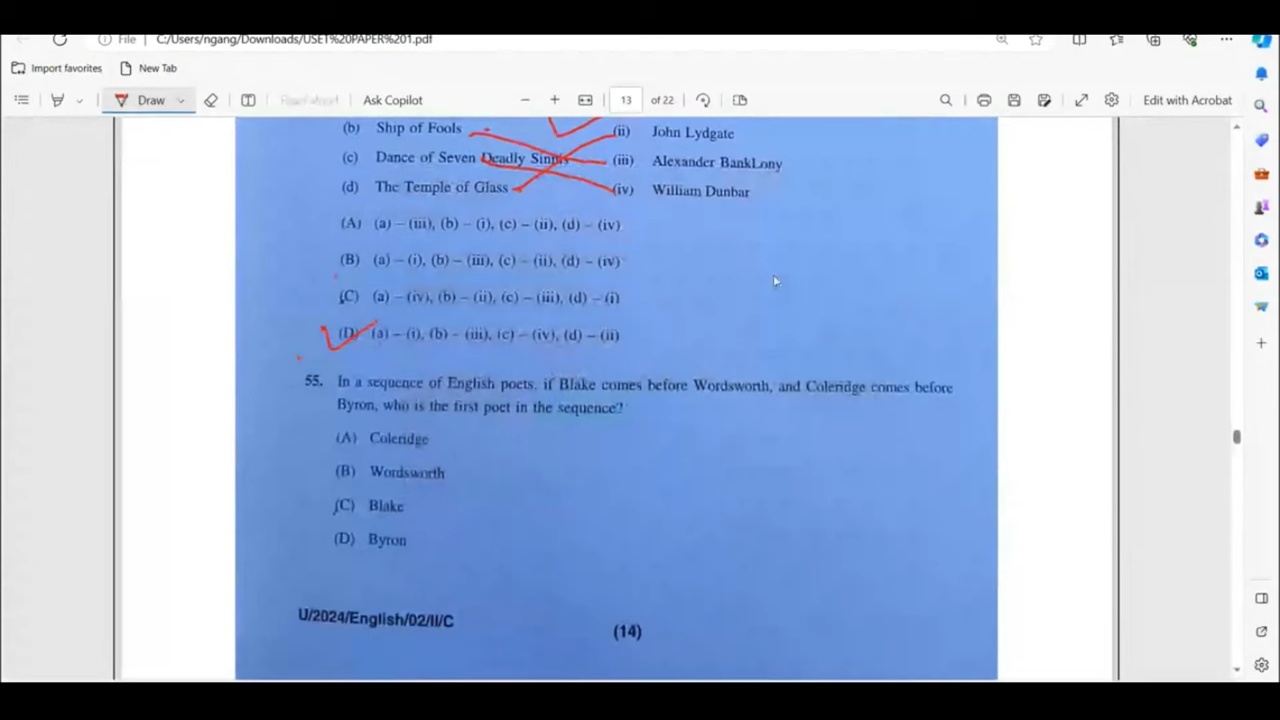 File C:/Users/ngang/Downloads/USET%20PAPER%201.pdf
Import favorites New Tab
Draw Read aloud Ask Copilot 13 of 22 Edit with Acrobat
(b) Ship of Fools (ii) John Lydgate
(c) Dance of Seven Deadly Sinns (iii) Alexander BankLony
(d) The Temple of Glass (iv) William Dunbar
(A) (a) – (iii), (b) – (i), (c) – (ii), (d) – (iv)
(B) (a) – (i), (b) – (iii), (c) – (ii), (d) – (iv)
(C) (a) – (iv), (b) – (ii), (c) – (iii), (d) – (i)
(D) (a) – (i), (b) – (iii), (c) – (iv), (d) – (ii)
55. In a sequence of English poets, if Blake comes before Wordsworth, and Coleridge comes before
Byron, who is the first poet in the sequence?
(A) Coleridge
(B) Wordsworth
(C) Blake
(D) Byron
U/2024/English/02/II/C
(14)